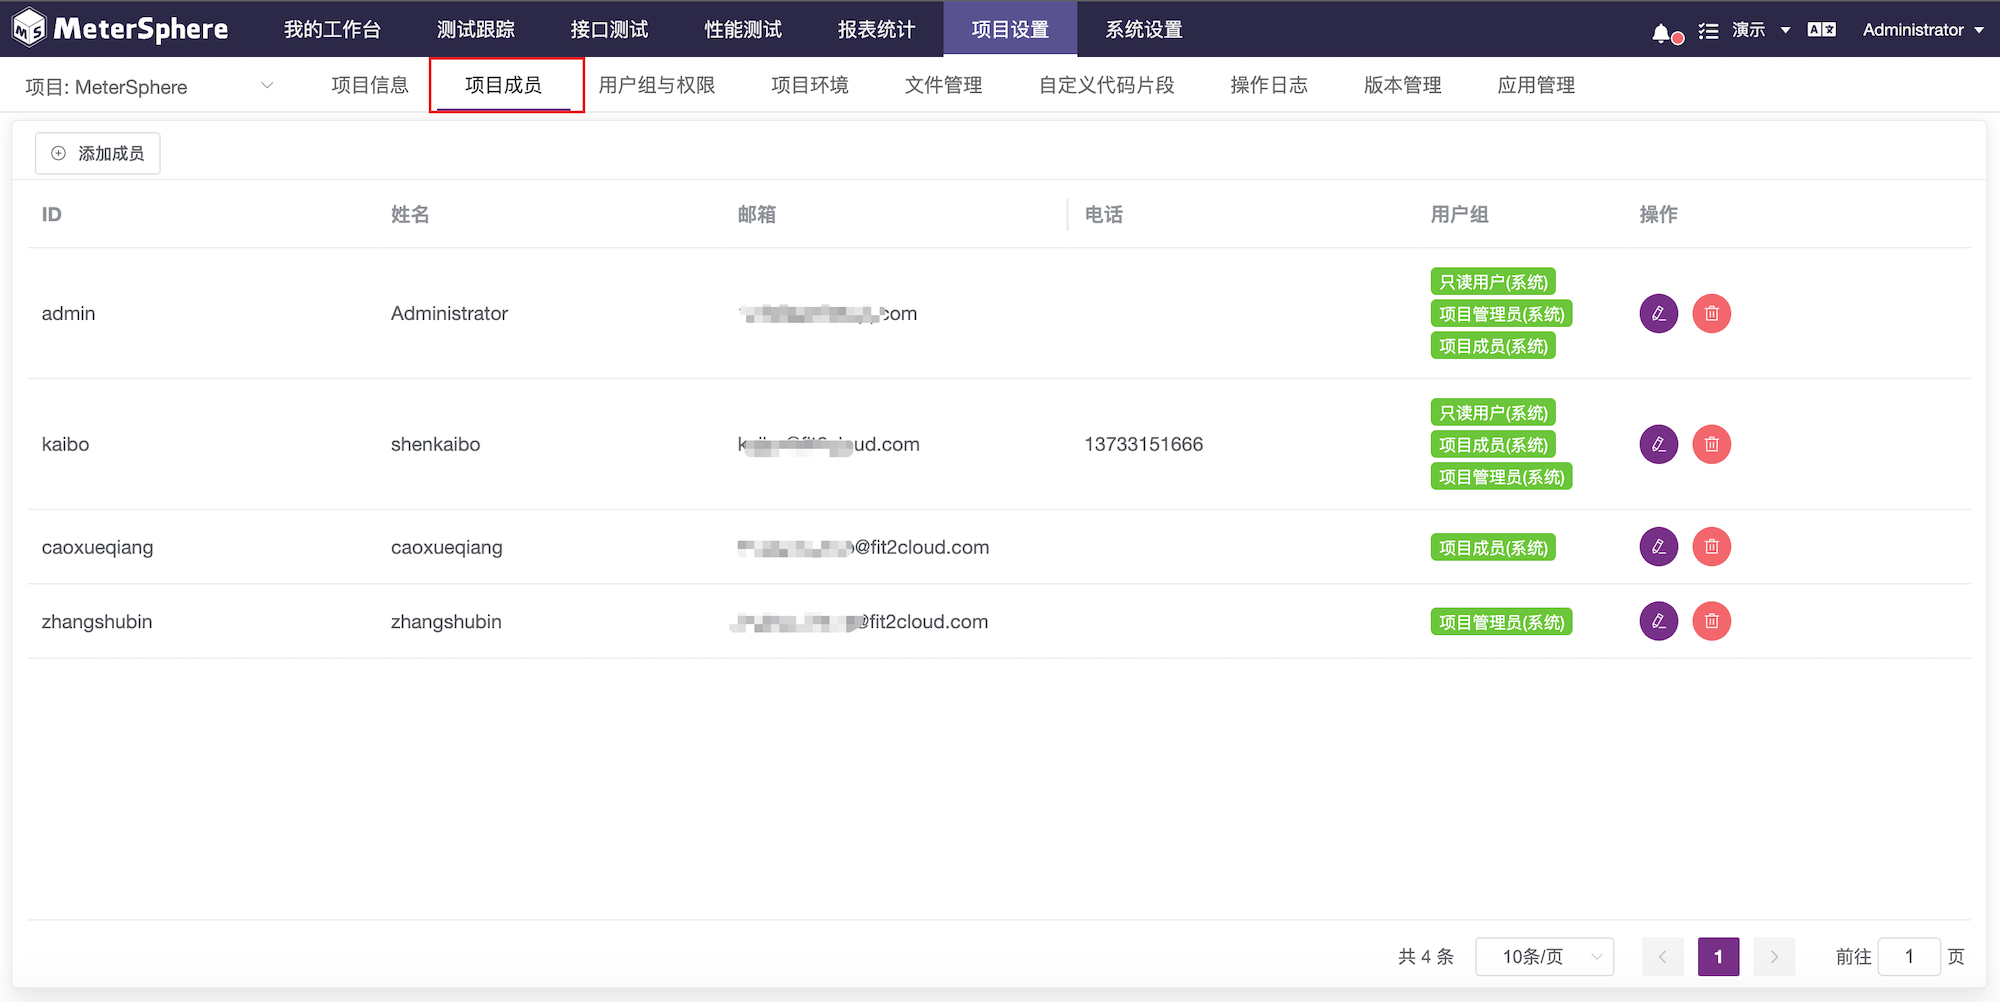 MeterSphere 我的工作台 测试跟踪 接口测试 性能测试 报表统计 项目设置 系统设置 演示 Administrator
项目: MeterSphere 项目信息 项目成员 用户组与权限 项目环境 文件管理 自定义代码片段 操作日志 版本管理 应用管理
添加成员
ID 姓名 邮箱 电话 用户组 操作
只读用户(系统)
admin Administrator com 项目管理员(系统)
项目成员(系统)
只读用户(系统)
kaibo shenkaibo ud.com 13733151666 项目成员(系统)
项目管理员(系统)
caoxueqiang caoxueqiang @fit2cloud.com 项目成员(系统)
zhangshubin zhangshubin @fit2cloud.com 项目管理员(系统)
共 4 条 10条/页 1 前往 1 页